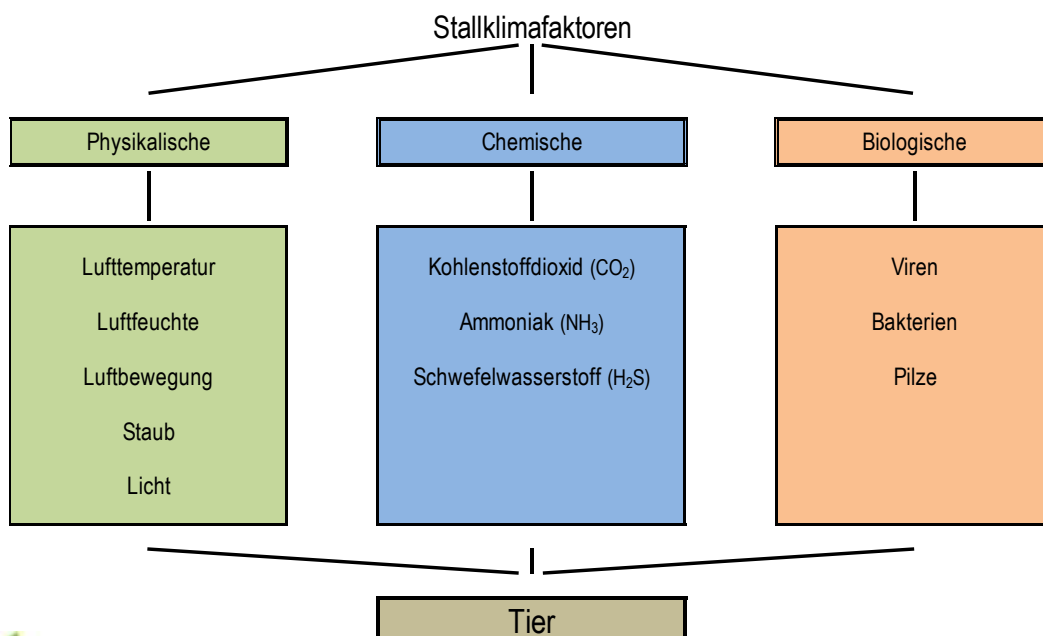 Stallklimafaktoren
Physikalische
Chemische
Biologische
Lufttemperatur
Luftfeuchte
Luftbewegung
Staub
Licht
Kohlenstoffdioxid (CO₂)
Ammoniak (NH₃)
Schwefelwasserstoff (H₂S)
Viren
Bakterien
Pilze
Tier